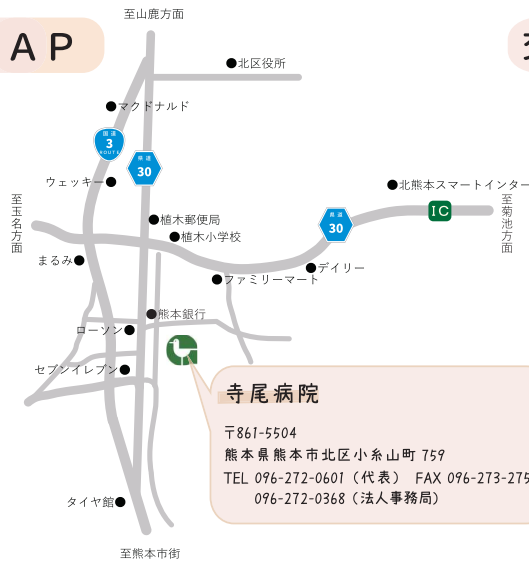 至山鹿方面
AP
北区役所
マクドナルド
国道
3
ROUTE
県道
30
ウェッキー
北熊本スマートインター
至玉名方面
植木郵便局
植木小学校
県道
30
IC
至菊池方面
まるみ
デイリー
ファミリーマート
熊本銀行
ローソン
セブンイレブン
寺尾病院
〒861-5504
熊本県熊本市北区小糸山町 759
TEL 096-272-0601（代表） FAX 096-273-275
096-272-0368（法人事務局）
タイヤ館
至熊本市街